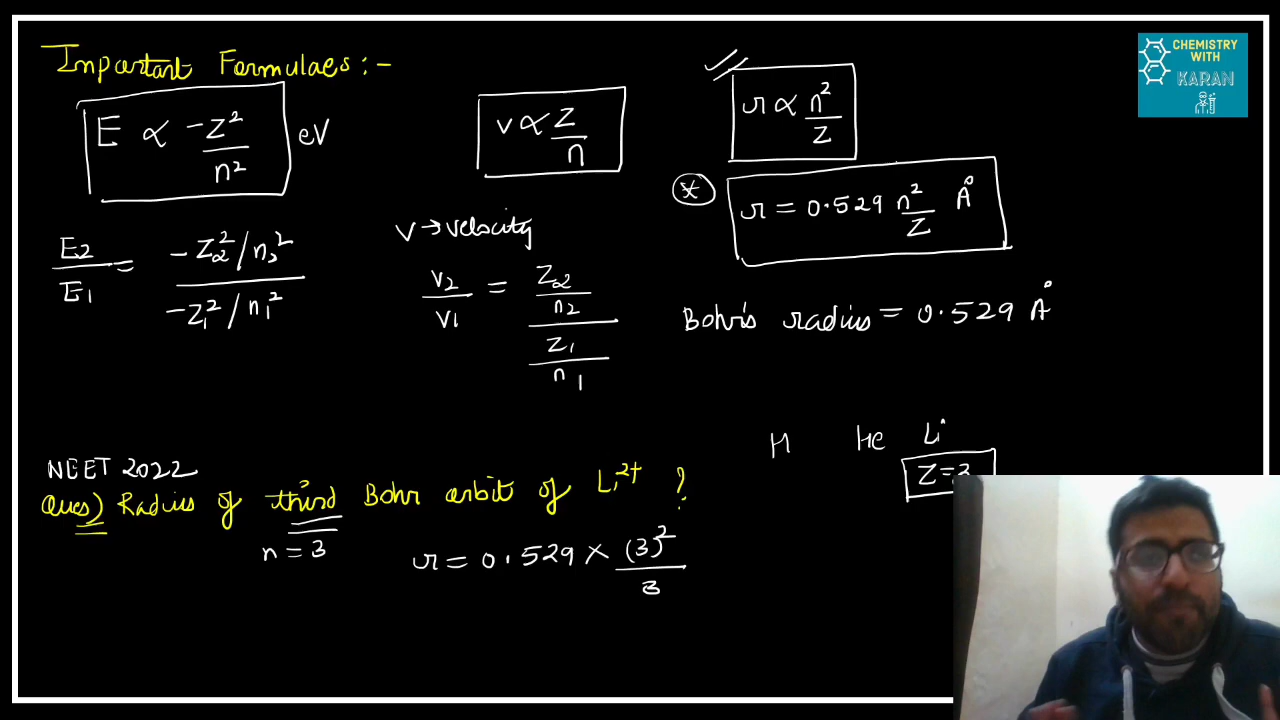 Important Formulaes :-
E ∝ -Z²/n² eV
E2/E1 = (-Z2²/n2²)/(-Z1²/n1²)
v ∝ Z/n
v → velocity
v2/v1 = (Z2/n2)/(Z1/n1)
r ∝ n²/Z
* r = 0.529 n²/Z Å
Bohr's radius = 0.529 Å
H He Li
Z=3
NEET 2022
Ques) Radius of third Bohr orbit of Li2+ ?
n = 3
r = 0.529 × (3)²/3
CHEMISTRY
WITH
KARAN